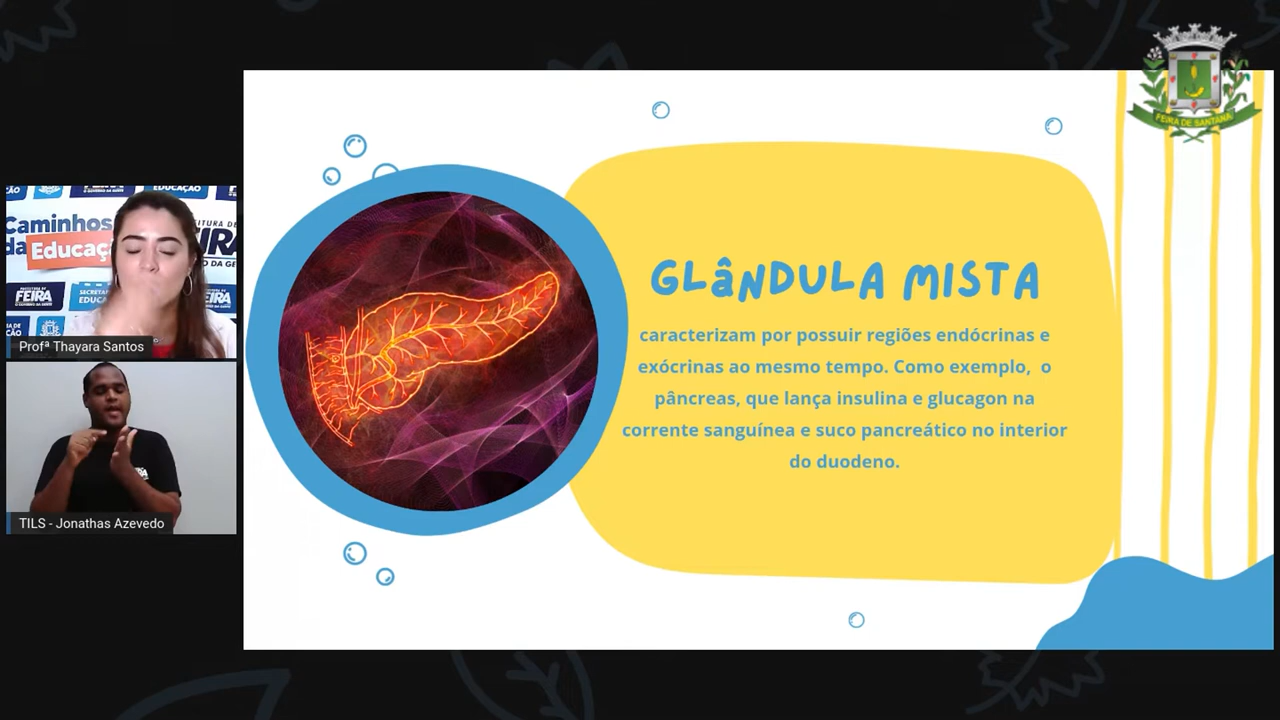 FEIRA DE SANTANA
GLâNDULA MISTA
caracterizam por possuir regiões endócrinas e
exócrinas ao mesmo tempo. Como exemplo, o
pâncreas, que lança insulina e glucagon na
corrente sanguínea e suco pancreático no interior
do duodeno.
Caminhos
da Educaç
FEIRA
Profª Thayara Santos
TILS - Jonathas Azevedo